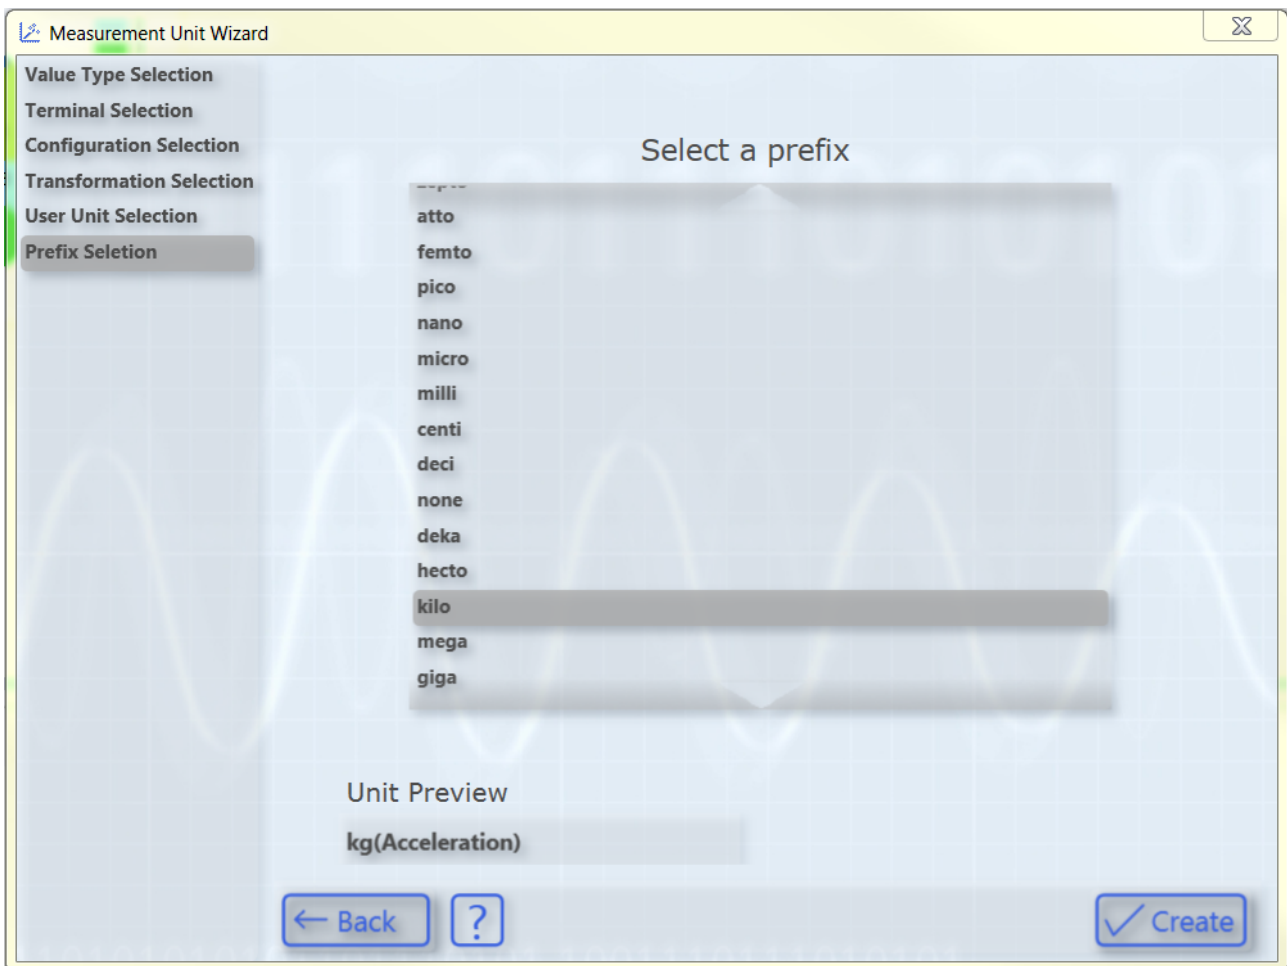 Measurement Unit Wizard
Value Type Selection
Terminal Selection
Configuration Selection
Transformation Selection
User Unit Selection
Prefix Seletion
Select a prefix
atto
femto
pico
nano
micro
milli
centi
deci
none
deka
hecto
kilo
mega
giga
Unit Preview
kg(Acceleration)
← Back
?
Create